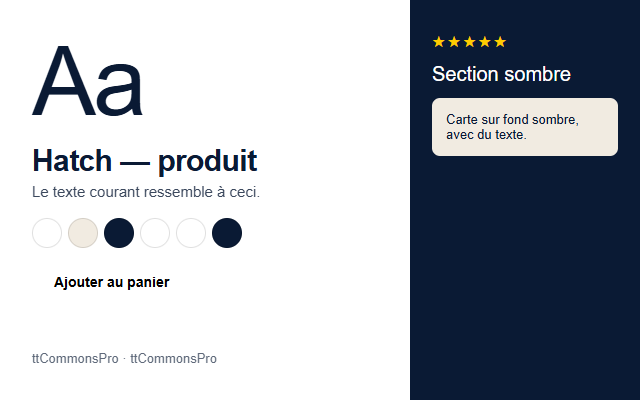 Aa
Hatch — produit
Le texte courant ressemble à ceci.
Ajouter au panier
ttCommonsPro · ttCommonsPro
★★★★★
Section sombre
Carte sur fond sombre,
avec du texte.